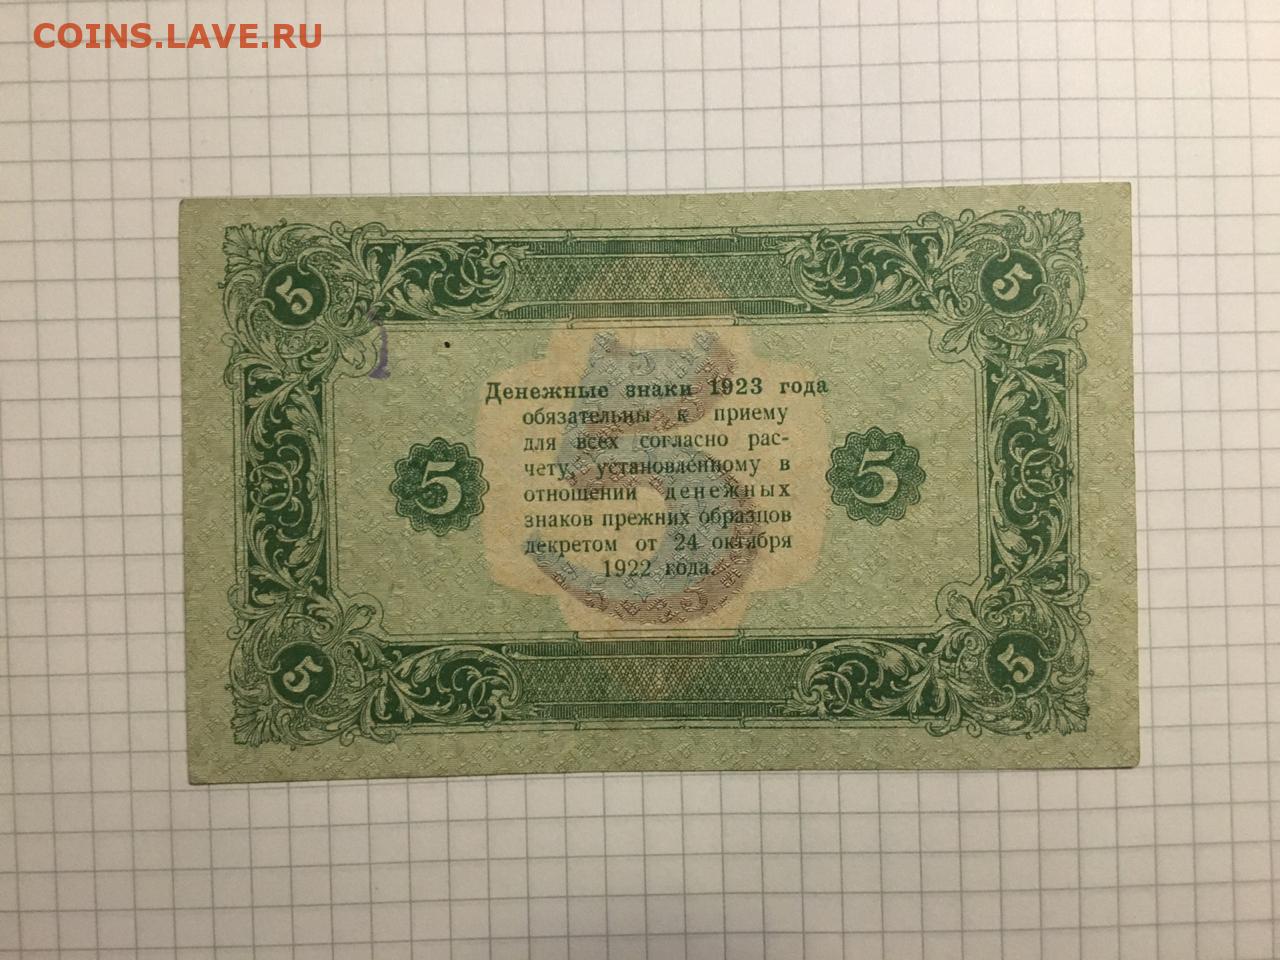 COINS.LAVE.RU
5 5
Денежные знаки 1923 года
обязательны к приему
для всех согласно рас-
чету, установленному в
отношении денежных
знаков прежних образцов
декретом от 24 октября
1922 года.
5 5
5
5 5